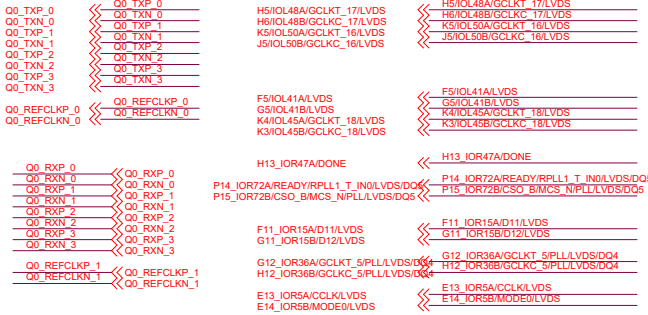 Q0_TXP_0 Q0_TXP_0
Q0_TXN_0 Q0_TXN_0
Q0_TXP_1 Q0_TXP_1
Q0_TXN_1 Q0_TXN_1
Q0_TXP_2 Q0_TXP_2
Q0_TXN_2 Q0_TXN_2
Q0_TXP_3 Q0_TXP_3
Q0_TXN_3 Q0_TXN_3
Q0_REFCLKP_0 Q0_REFCLKP_0
Q0_REFCLKN_0 Q0_REFCLKN_0
Q0_RXP_0 Q0_RXP_0
Q0_RXN_0 Q0_RXN_0
Q0_RXP_1 Q0_RXP_1
Q0_RXN_1 Q0_RXN_1
Q0_RXP_2 Q0_RXP_2
Q0_RXN_2 Q0_RXN_2
Q0_RXP_3 Q0_RXP_3
Q0_RXN_3 Q0_RXN_3
Q0_REFCLKP_1 Q0_REFCLKP_1
Q0_REFCLKN_1 Q0_REFCLKN_1
H5/IOL48A/GCLKT_17/LVDS H5/IOL48A/GCLKT_17/LVDS
H6/IOL48B/GCLKC_17/LVDS H6/IOL48B/GCLKC_17/LVDS
K5/IOL50A/GCLKT_16/LVDS K5/IOL50A/GCLKT_16/LVDS
J5/IOL50B/GCLKC_16/LVDS J5/IOL50B/GCLKC_16/LVDS
F5/IOL41A/LVDS F5/IOL41A/LVDS
G5/IOL41B/LVDS G5/IOL41B/LVDS
K4/IOL45A/GCLKT_18/LVDS K4/IOL45A/GCLKT_18/LVDS
K3/IOL45B/GCLKC_18/LVDS K3/IOL45B/GCLKC_18/LVDS
H13_IOR47A/DONE H13_IOR47A/DONE
P14_IOR72A/READY/RPLL1_T_IN0/LVDS/DQ5 P14_IOR72A/READY/RPLL1_T_IN0/LVDS/DQ5
P15_IOR72B/CSO_B/MCS_N/PLL/LVDS/DQ5 P15_IOR72B/CSO_B/MCS_N/PLL/LVDS/DQ5
F11_IOR15A/D11/LVDS F11_IOR15A/D11/LVDS
G11_IOR15B/D12/LVDS G11_IOR15B/D12/LVDS
G12_IOR36A/GCLKT_5/PLL/LVDS/DQ4 G12_IOR36A/GCLKT_5/PLL/LVDS/DQ4
H12_IOR36B/GCLKC_5/PLL/LVDS/DQ4 H12_IOR36B/GCLKC_5/PLL/LVDS/DQ4
E13_IOR5A/CCLK/LVDS E13_IOR5A/CCLK/LVDS
E14_IOR5B/MODE0/LVDS E14_IOR5B/MODE0/LVDS